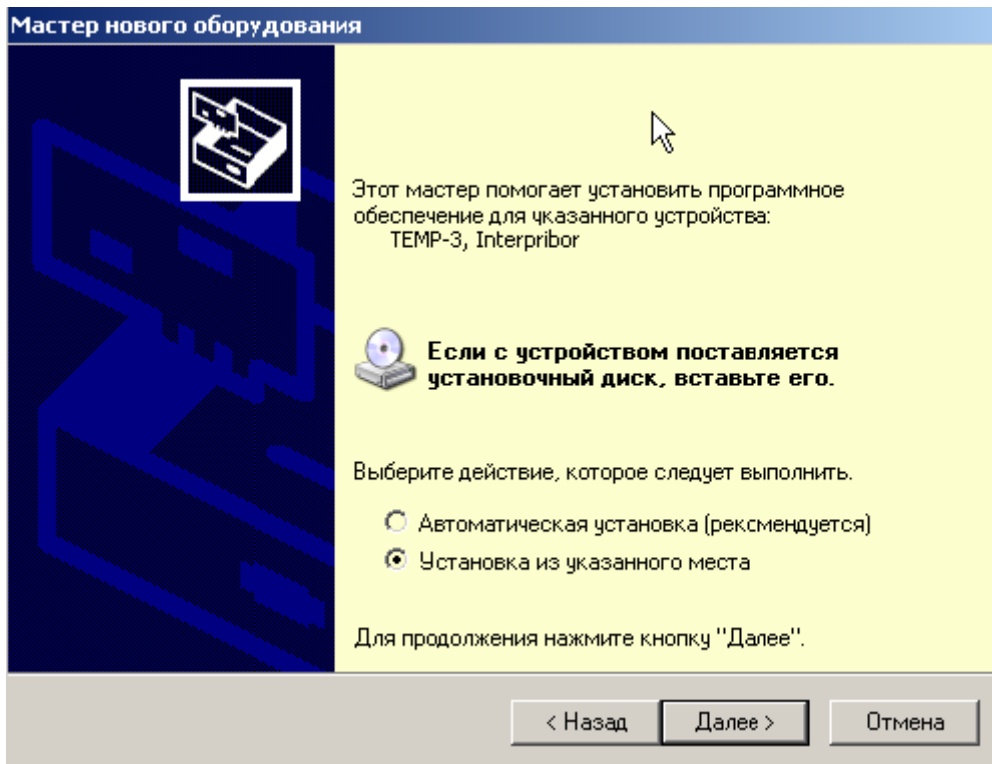 Мастер нового оборудования
Этот мастер помогает установить программное
обеспечение для указанного устройства:
TEMP-3, Interpribor
Если с устройством поставляется
установочный диск, вставьте его.
Выберите действие, которое следует выполнить.
Автоматическая установка (рексмендуется)
Установка из указанного места
Для продолжения нажмите кнопку "Далее".
< Назад
Далее >
Отмена